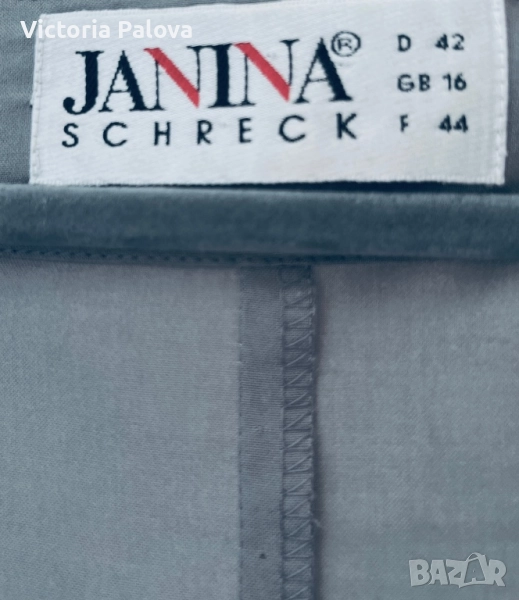 Victoria Palova
JANINA® D 42
GB 16
SCHRECK F 44
BAZAR